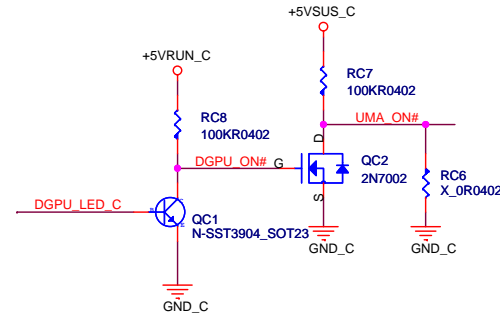 +5VSUS_C
+5VRUN_C
RC7
100KR0402
RC8
100KR0402
UMA_ON#
D
DGPU_ON#
G
QC2
2N7002
RC6
X_0R0402
S
DGPU_LED_C
QC1
N-SST3904_SOT23
GND_C
GND_C
GND_C